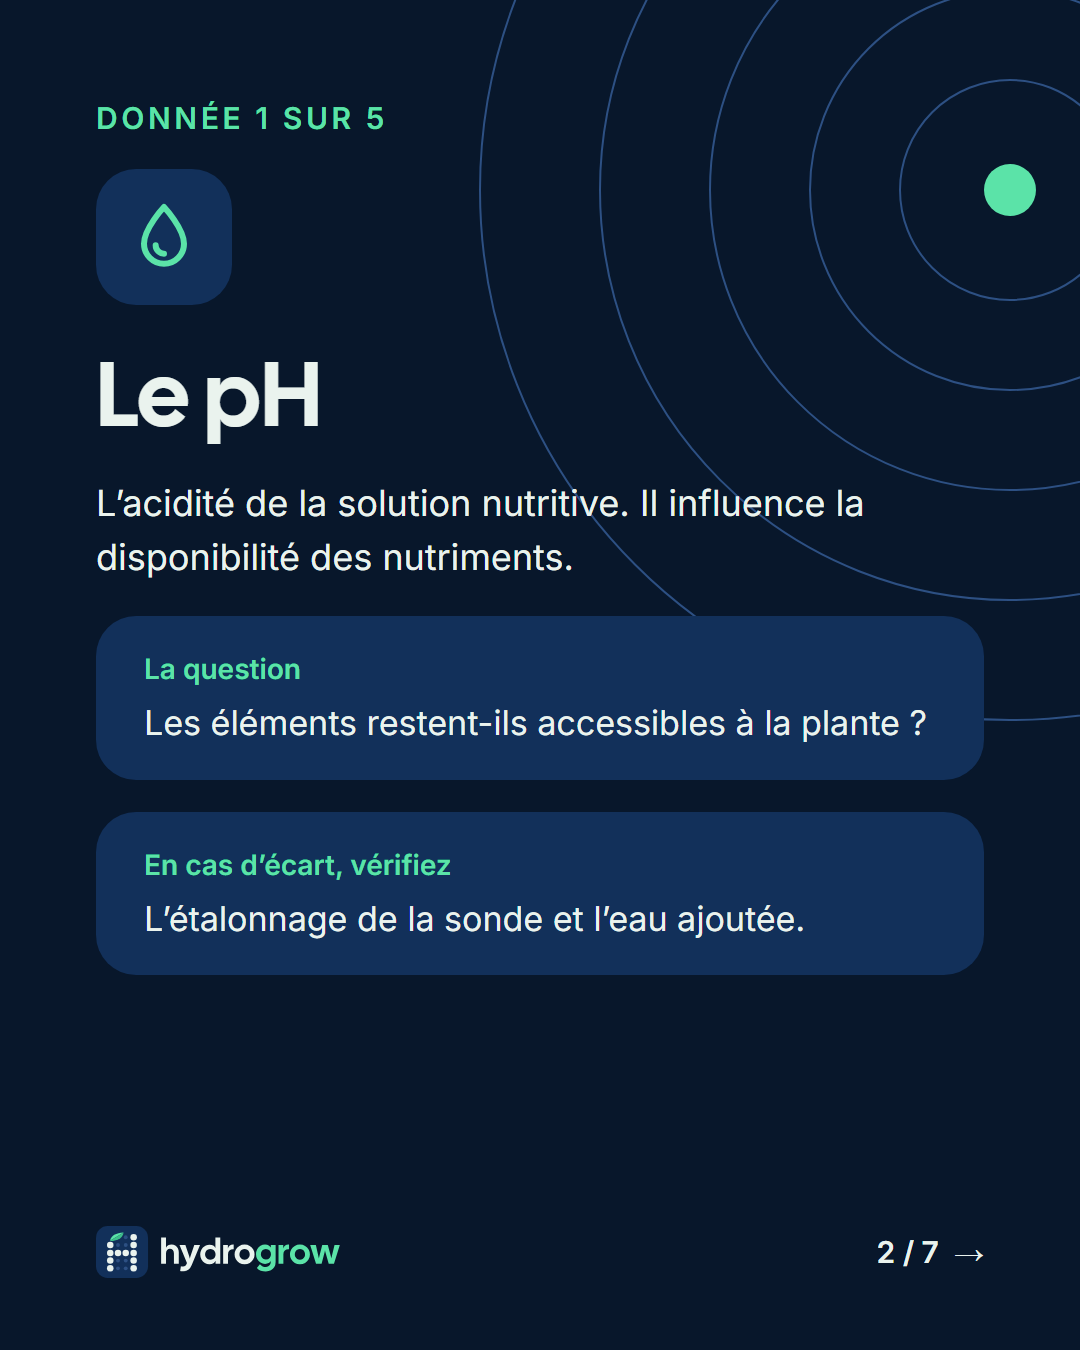 DONNÉE 1 SUR 5
Le pH
L’acidité de la solution nutritive. Il influence la
disponibilité des nutriments.
La question
Les éléments restent-ils accessibles à la plante ?
En cas d’écart, vérifiez
L’étalonnage de la sonde et l’eau ajoutée.
hydrogrow
2 / 7 →